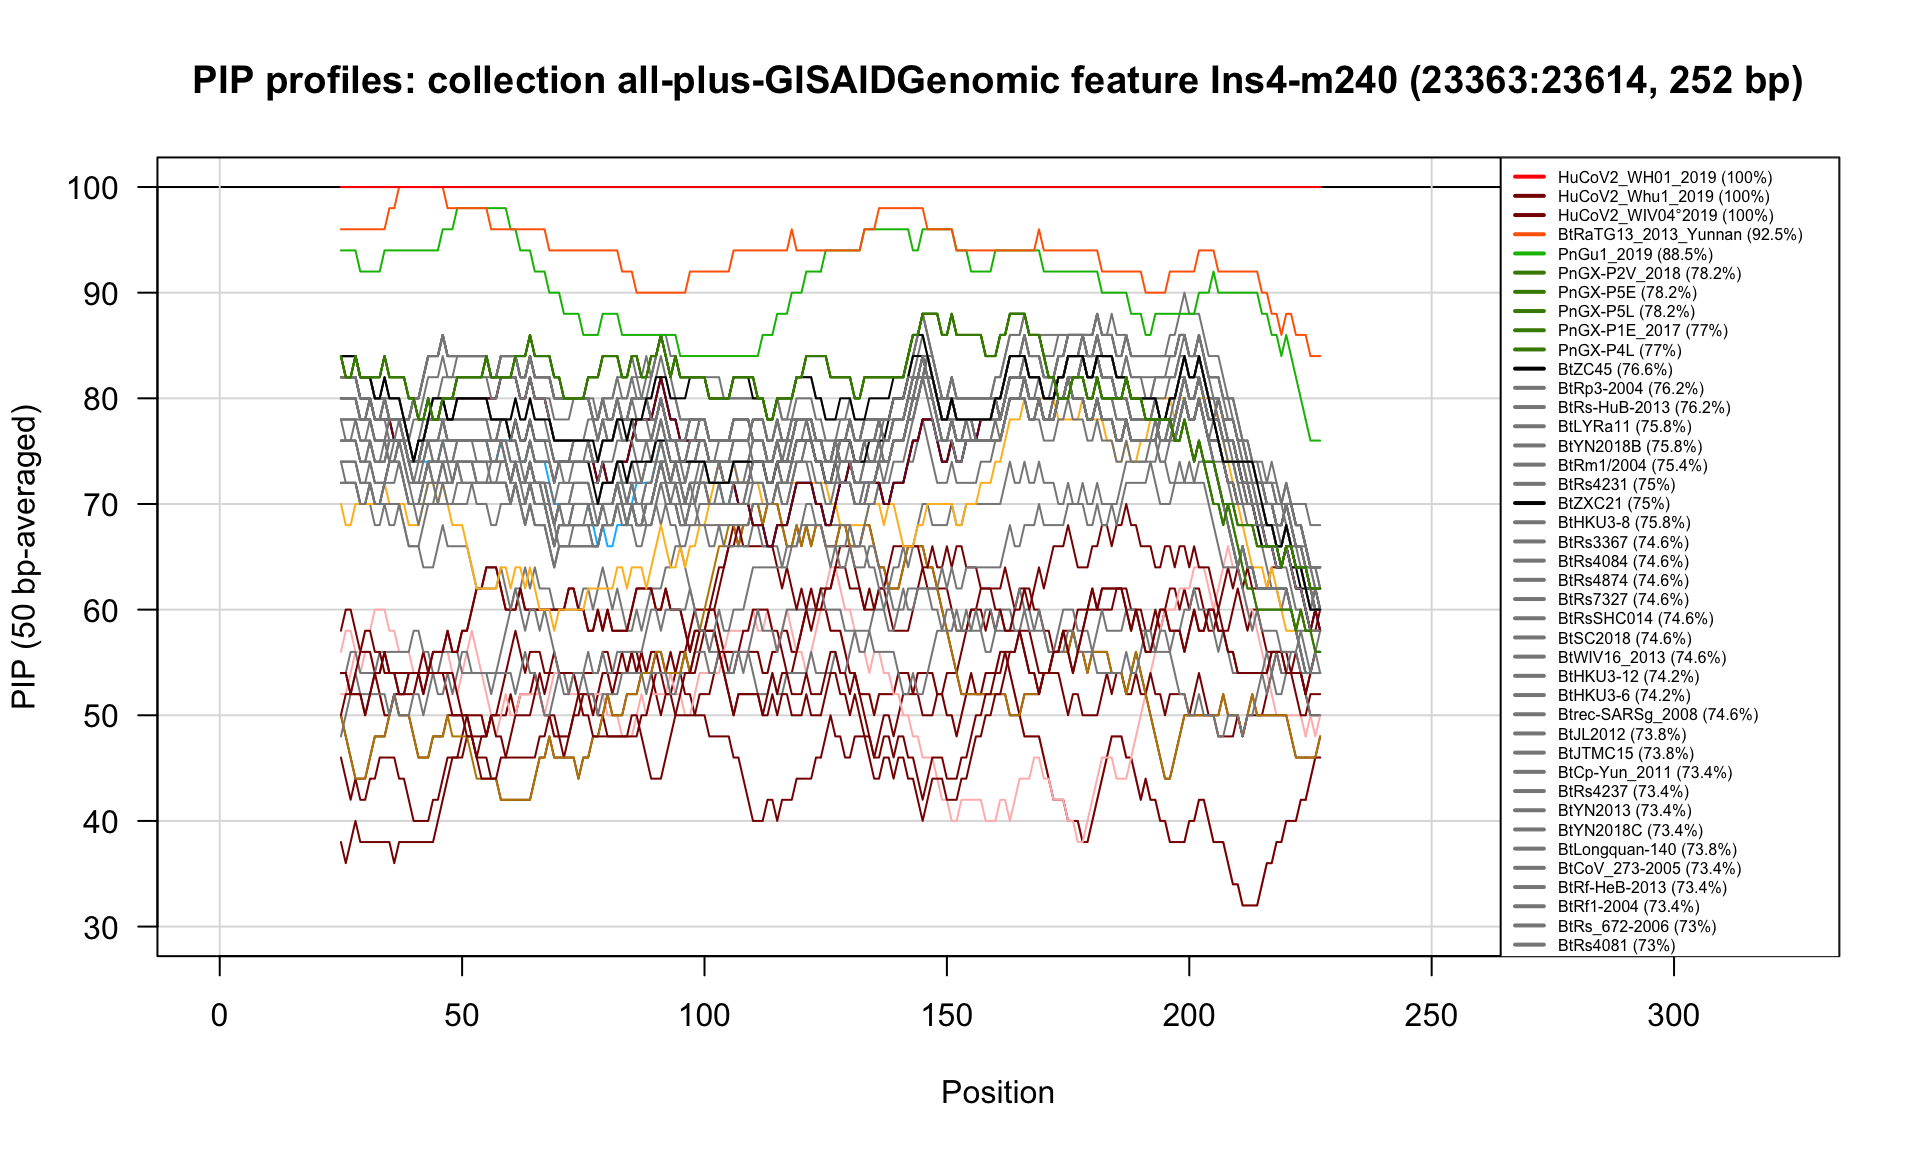 PIP profiles: collection all-plus-GISAIDGenomic feature Ins4-m240 (23363:23614, 252 bp)
PIP (50 bp-averaged)
100
90
80
70
60
50
40
30
0
50
100
150
200
250
300
Position
HuCoV2_WH01_2019 (100%)
HuCoV2_Whu1_2019 (100%)
HuCoV2_WIV04°2019 (100%)
BtRaTG13_2013_Yunnan (92.5%)
PnGu1_2019 (88.5%)
PnGX-P2V_2018 (78.2%)
PnGX-P5E (78.2%)
PnGX-P5L (78.2%)
PnGX-P1E_2017 (77%)
PnGX-P4L (77%)
BtZC45 (76.6%)
BtRp3-2004 (76.2%)
BtRs-HuB-2013 (76.2%)
BtLYRa11 (75.8%)
BtYN2018B (75.8%)
BtRm1/2004 (75.4%)
BtRs4231 (75%)
BtZXC21 (75%)
BtHKU3-8 (75.8%)
BtRs3367 (74.6%)
BtRs4084 (74.6%)
BtRs4874 (74.6%)
BtRs7327 (74.6%)
BtRsSHC014 (74.6%)
BtSC2018 (74.6%)
BtWIV16_2013 (74.6%)
BtHKU3-12 (74.2%)
BtHKU3-6 (74.2%)
Btrec-SARSg_2008 (74.6%)
BtJL2012 (73.8%)
BtJTMC15 (73.8%)
BtCp-Yun_2011 (73.4%)
BtRs4237 (73.4%)
BtYN2013 (73.4%)
BtYN2018C (73.4%)
BtLongquan-140 (73.8%)
BtCoV_273-2005 (73.4%)
BtRf-HeB-2013 (73.4%)
BtRf1-2004 (73.4%)
BtRs_672-2006 (73%)
BtRs4081 (73%)